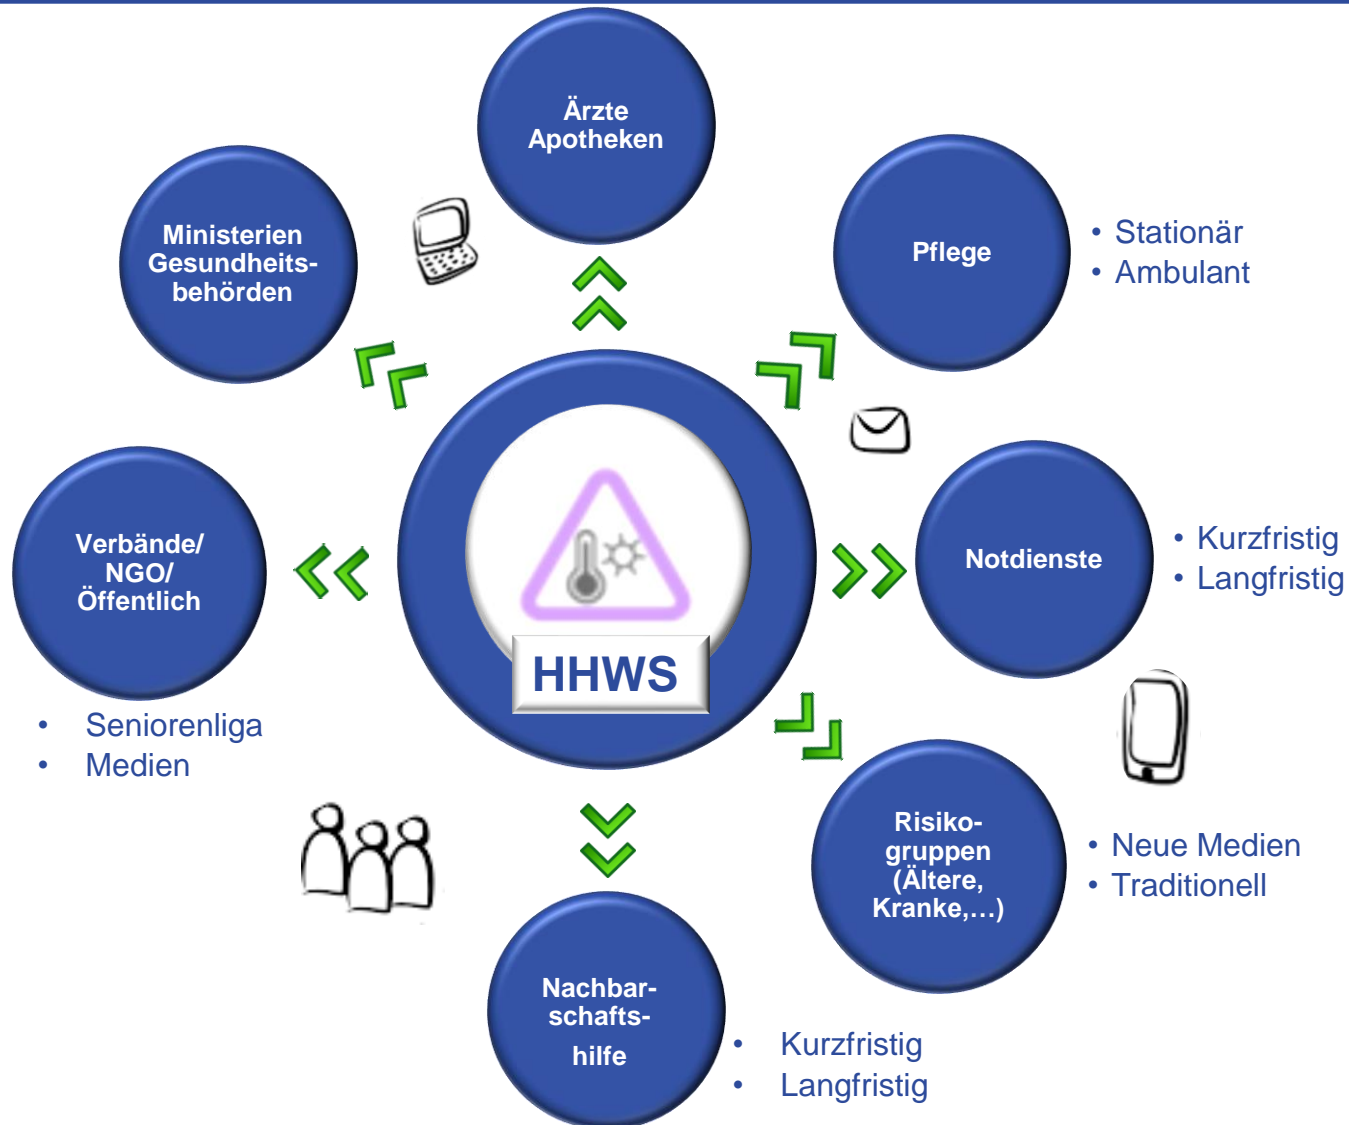 Ärzte
Apotheken
Ministerien
Gesundheits-
behörden
Pflege
• Stationär
• Ambulant
Verbände/
NGO/
Öffentlich
• Seniorenliga
• Medien
HHWS
Notdienste
• Kurzfristig
• Langfristig
Risiko-
gruppen
(Ältere,
Kranke,...)
• Neue Medien
• Traditionell
Nachbar-
schafts-
hilfe
• Kurzfristig
• Langfristig